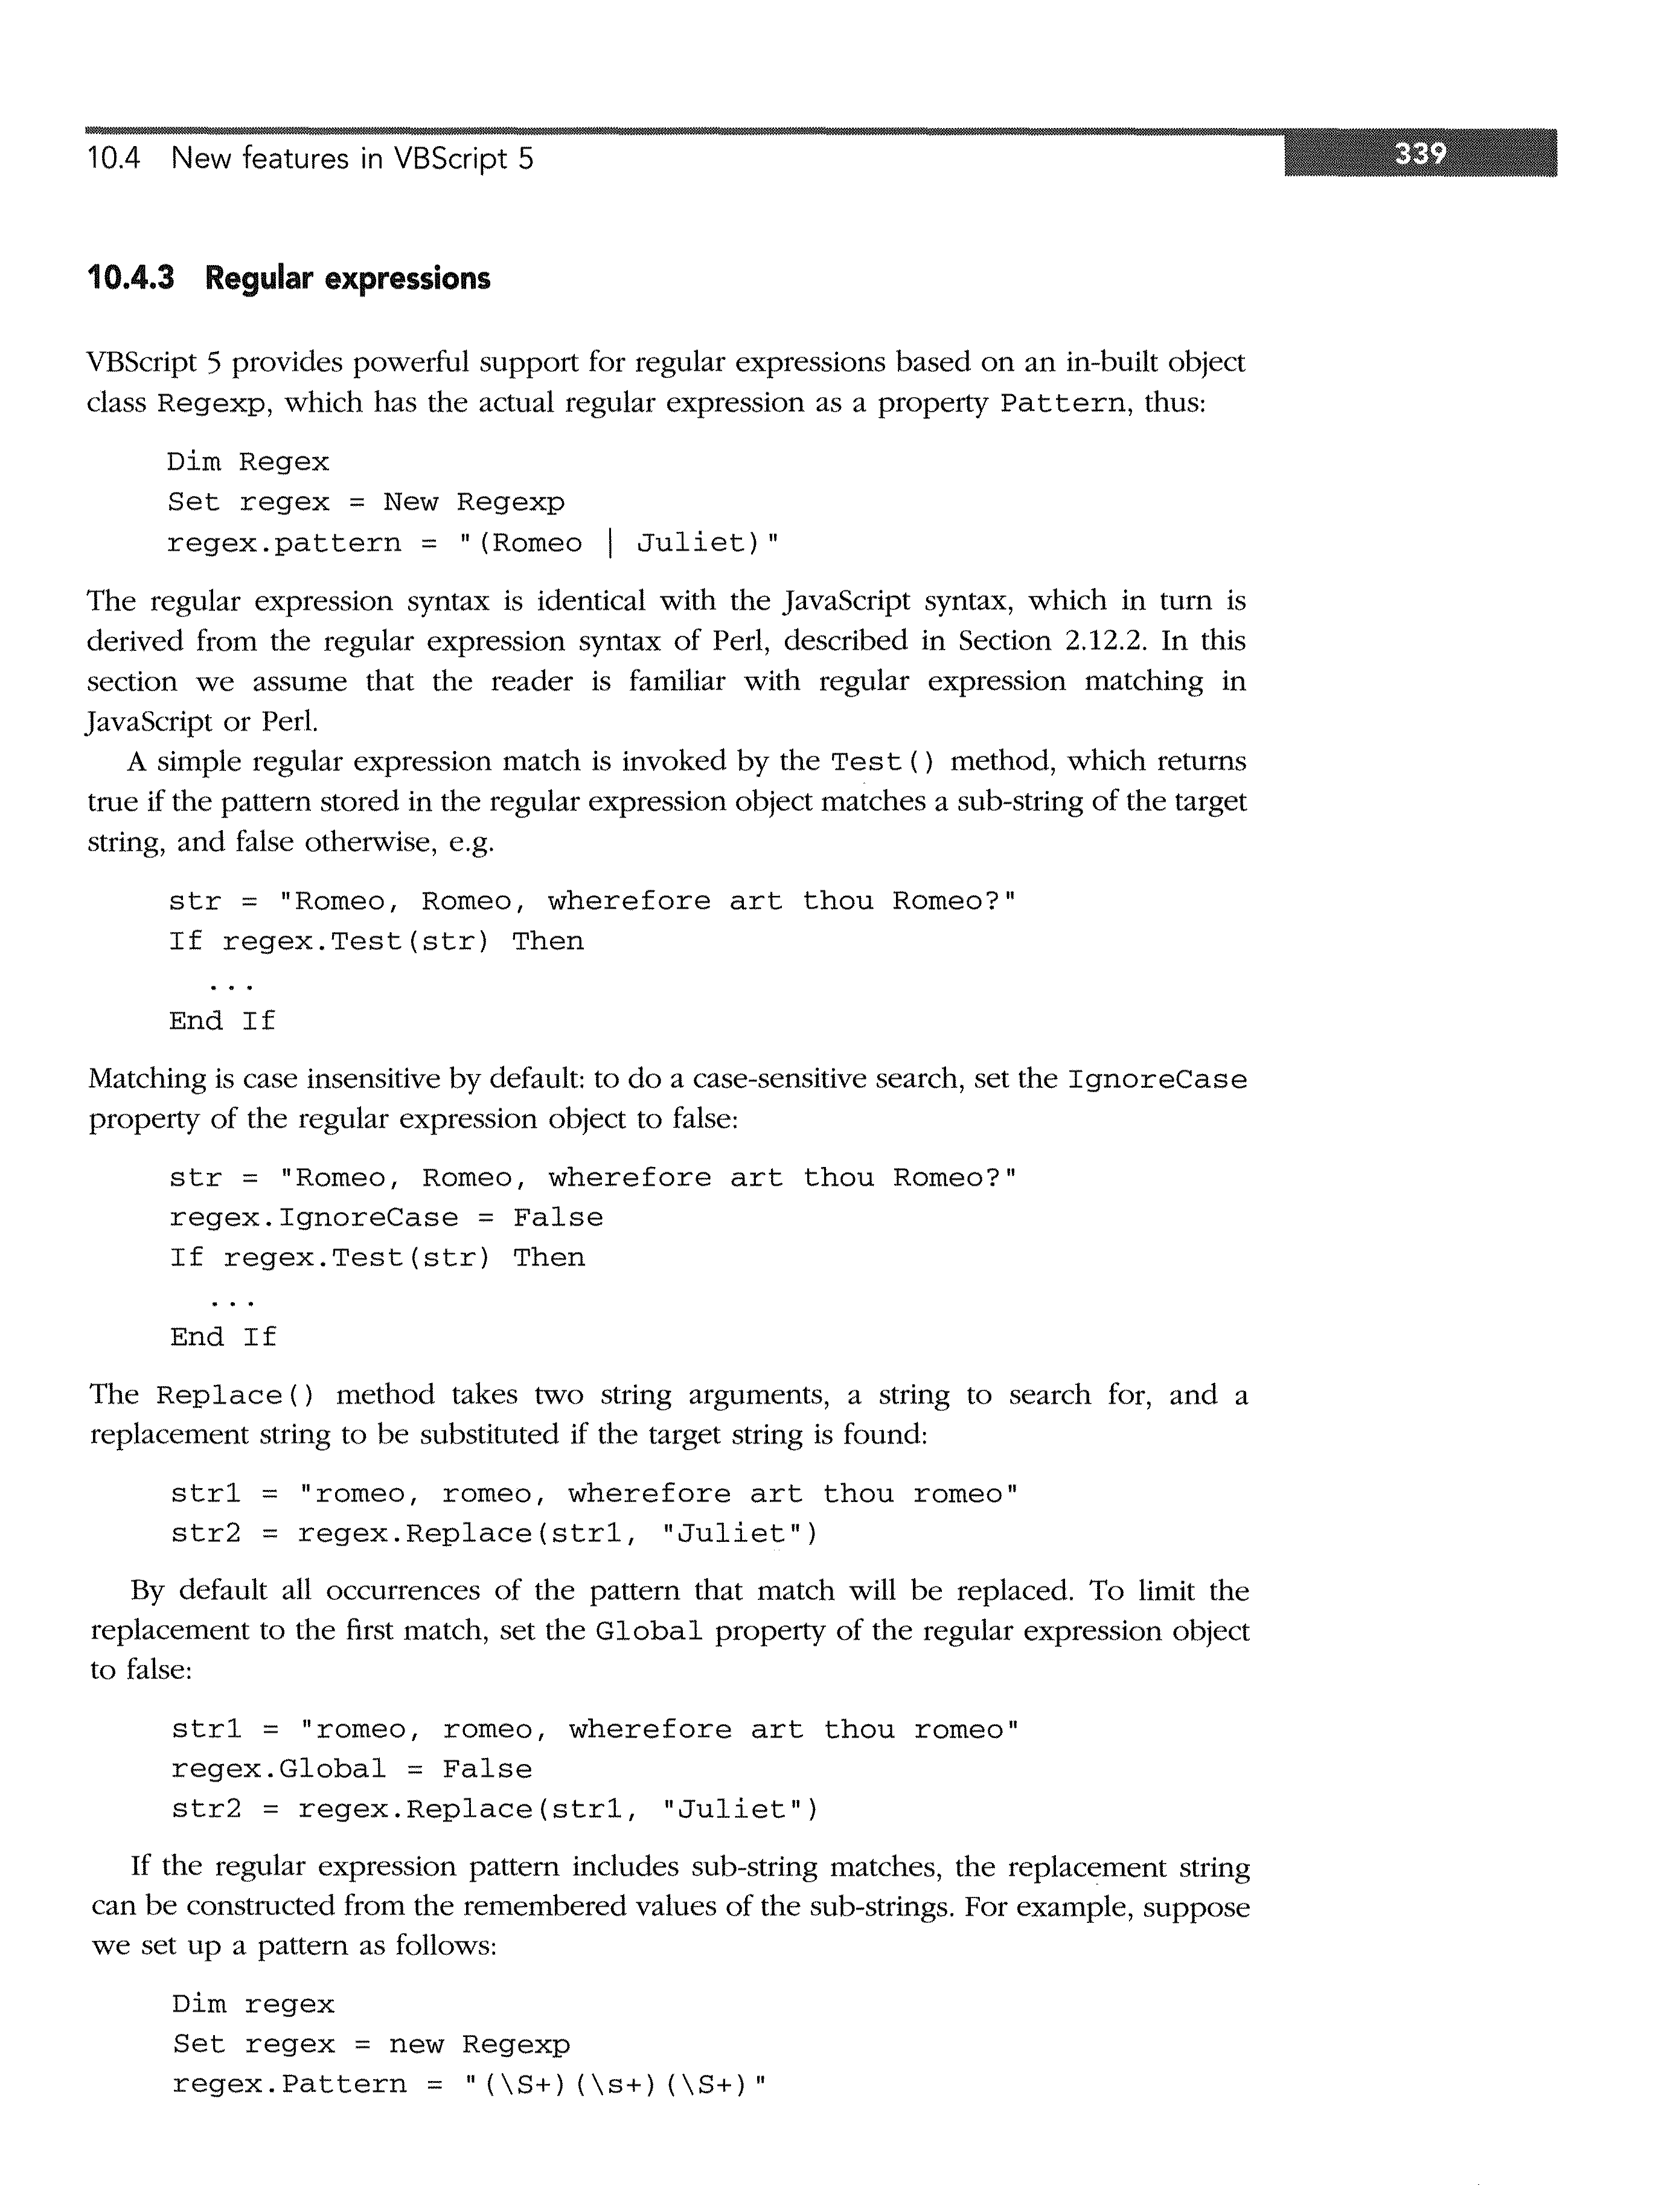 10.4 New features in VBScript 5
339
10.4.3 Regular expressions
VBScript 5 provides powerful support for regular expressions based on an in-built object
class Regexp, which has the actual regular expression as a property Pattern, thus:
Dim Regex
Set regex = New Regexp
regex.pattern = "(Romeo | Juliet)"
The regular expression syntax is identical with the JavaScript syntax, which in turn is
derived from the regular expression syntax of Perl, described in Section 2.12.2. In this
section we assume that the reader is familiar with regular expression matching in
JavaScript or Perl.
A simple regular expression match is invoked by the Test() method, which returns
true if the pattern stored in the regular expression object matches a sub-string of the target
string, and false otherwise, e.g.
str = "Romeo, Romeo, wherefore art thou Romeo?"
If regex.Test(str) Then
...
End If
Matching is case insensitive by default: to do a case-sensitive search, set the IgnoreCase
property of the regular expression object to false:
str = "Romeo, Romeo, wherefore art thou Romeo?"
regex.IgnoreCase = False
If regex.Test(str) Then
...
End If
The Replace() method takes two string arguments, a string to search for, and a
replacement string to be substituted if the target string is found:
str1 = "romeo, romeo, wherefore art thou romeo"
str2 = regex.Replace(str1, "Juliet")
By default all occurrences of the pattern that match will be replaced. To limit the
replacement to the first match, set the Global property of the regular expression object
to false:
str1 = "romeo, romeo, wherefore art thou romeo"
regex.Global = False
str2 = regex.Replace(str1, "Juliet")
If the regular expression pattern includes sub-string matches, the replacement string
can be constructed from the remembered values of the sub-strings. For example, suppose
we set up a pattern as follows:
Dim regex
Set regex = new Regexp
regex.Pattern = "(\S+)(\s+)(\S+)"